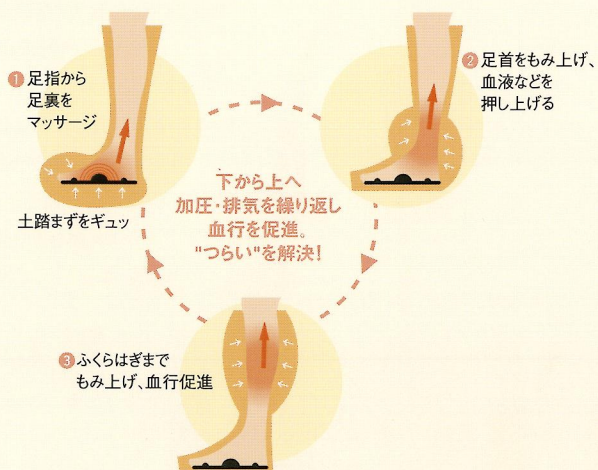 ① 足指から
足裏を
マッサージ
土踏まずをギュッ
② 足首をもみ上げ、
血液などを
押し上げる
下から上へ
加圧・排気を繰り返し
血行を促進。
"つらい"を解決!
③ ふくらはぎまで
もみ上げ、血行促進